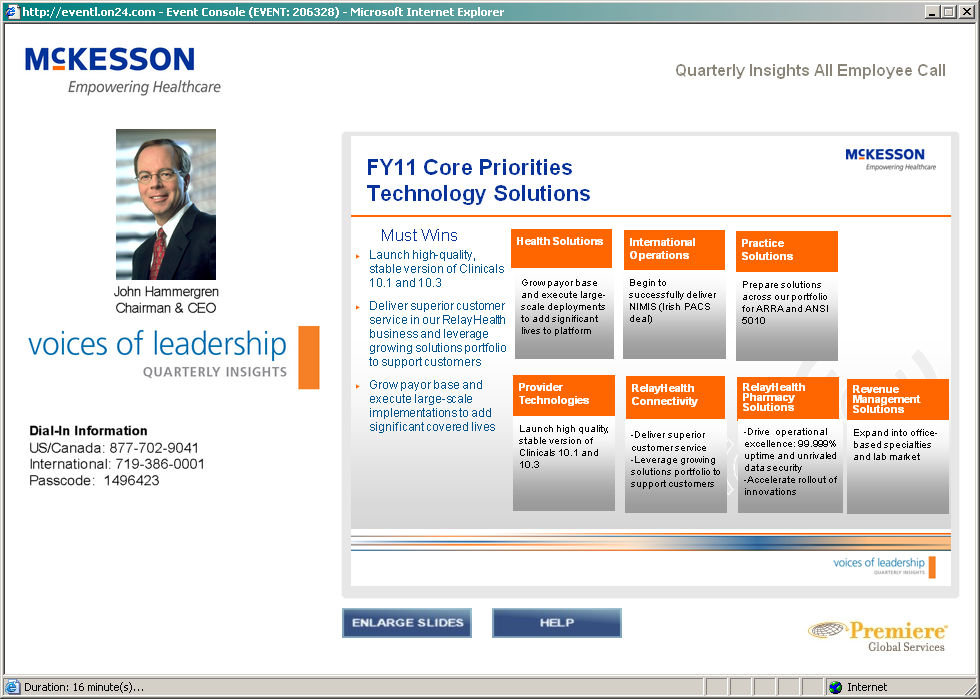 http://event1.on24.com - Event Console (EVENT: 206328) - Microsoft Internet Explorer
McKESSON
Empowering Healthcare
Quarterly Insights All Employee Call
John Hammergren
Chairman & CEO
voices of leadership
QUARTERLY INSIGHTS
Dial-In Information
US/Canada: 877-702-9041
International: 719-386-0001
Passcode: 1496423
McKESSON
Empowering Healthcare
FY11 Core Priorities
Technology Solutions
Must Wins
Launch high-quality,
stable version of Clinicals
10.1 and 10.3
Deliver superior customer
service in our RelayHealth
business and leverage
growing solutions portfolio
to support customers
Grow payor base and
execute large-scale
implementations to add
significant covered lives
Health Solutions
Grow payor base
and execute large-
scale deployments
to add significant
lives to platform
International
Operations
Begin to
successfully deliver
NIMIS (Irish PACS
deal)
Practice
Solutions
Prepare solutions
across our portfolio
for ARRA and ANSI
5010
Provider
Technologies
Launch high quality,
stable version of
Clinicals 10.1 and
10.3
RelayHealth
Connectivity
-Deliver superior
customer service
-Leverage growing
solutions portfolio to
support customers
RelayHealth
Pharmacy
Solutions
-Drive operational
excellence: 99.999%
uptime and unrivaled
data security
-Accelerate rollout of
innovations
Revenue
Management
Solutions
Expand into office-
based specialties
and lab market
voices of leadership
QUARTERLY INSIGHTS
ENLARGE SLIDES
HELP
Premiere
Global Services
Duration: 16 minute(s)...
Internet